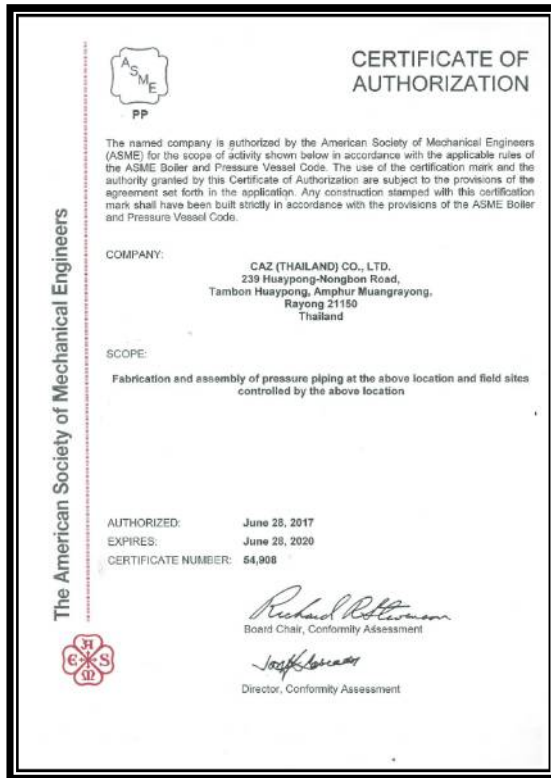 ASME
PP
CERTIFICATE OF
AUTHORIZATION
The named company is authorized by the American Society of Mechanical Engineers
(ASME) for the scope of activity shown below in accordance with the applicable rules of
the ASME Boiler and Pressure Vessel Code. The use of the certification mark and the
authority granted by this Certificate of Authorization are subject to the provisions of the
agreement set forth in the application. Any construction stamped with this certification
mark shall have been built strictly in accordance with the provisions of the ASME Boiler
and Pressure Vessel Code.
COMPANY:
CAZ (THAILAND) CO., LTD.
239 Huaypong-Nongbon Road,
Tambon Huaypong, Amphur Muangrayong,
Rayong 21150
Thailand
SCOPE:
Fabrication and assembly of pressure piping at the above location and field sites
controlled by the above location
AUTHORIZED: June 28, 2017
EXPIRES: June 28, 2020
CERTIFICATE NUMBER: 54,908
Board Chair, Conformity Assessment
Director, Conformity Assessment
The American Society of Mechanical Engineers
ASME